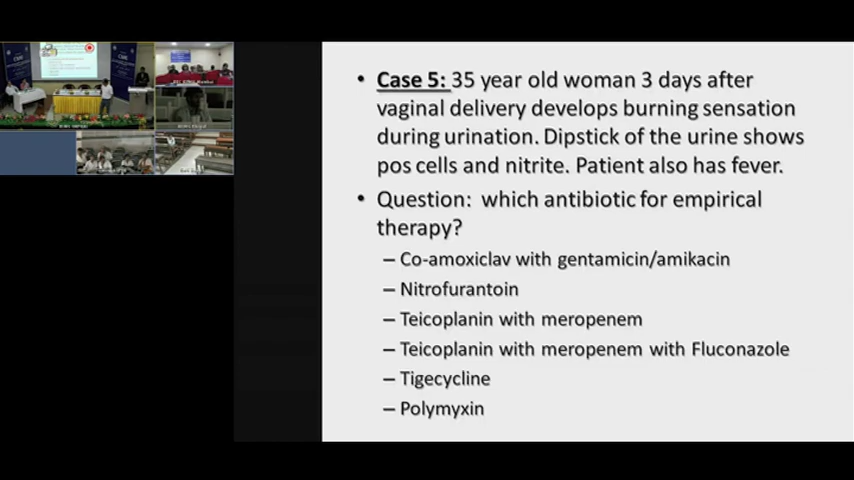 • Case 5: 35 year old woman 3 days after
vaginal delivery develops burning sensation
during urination. Dipstick of the urine shows
pos cells and nitrite. Patient also has fever.
• Question: which antibiotic for empirical
therapy?
– Co-amoxiclav with gentamicin/amikacin
– Nitrofurantoin
– Teicoplanin with meropenem
– Teicoplanin with meropenem with Fluconazole
– Tigecycline
– Polymyxin